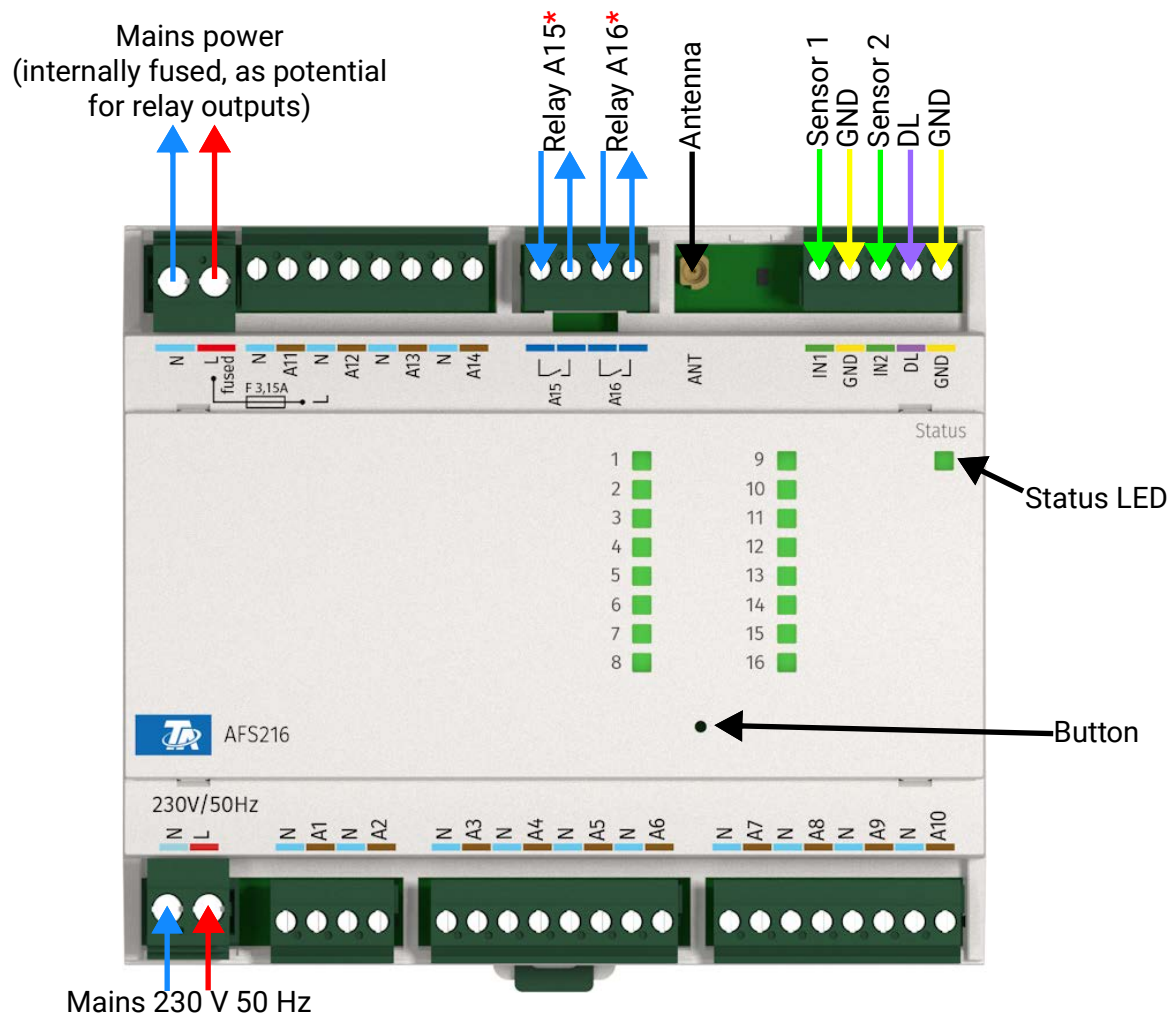 Mains power
(internally fused, as potential
for relay outputs)
Relay A15*
Relay A16*
Antenna
Sensor 1
GND
Sensor 2
DL
GND
N
L
fused
N
A11
N
A12
N
A13
N
A14
A15
A16
ANT
IN1
GND
IN2
DL
GND
F 3,15A
L
Status
Status LED
1
9
2
10
3
11
4
12
5
13
6
14
7
15
8
16
TA
AFS216
Button
230V/50Hz
N
L
N
A1
N
A2
N
A3
N
A4
N
A5
N
A6
N
A7
N
A8
N
A9
N
A10
Mains 230 V 50 Hz